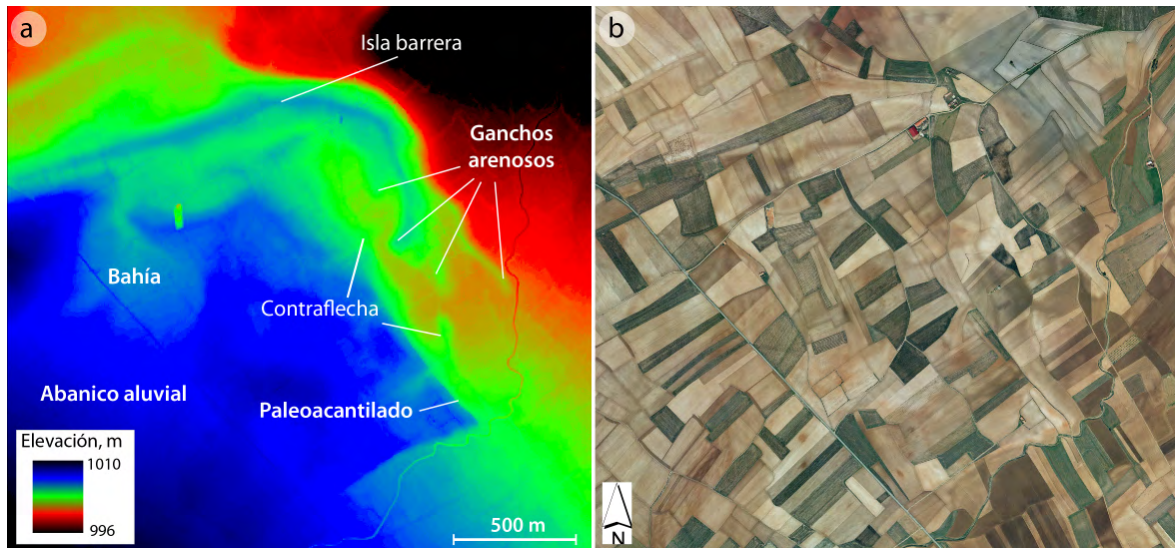 a
Isla barrera
Ganchos
arenosos
Bahía
Contraflecha
Abanico aluvial
Paleoacantilado
Elevación, m
1010
996
500 m
b
N